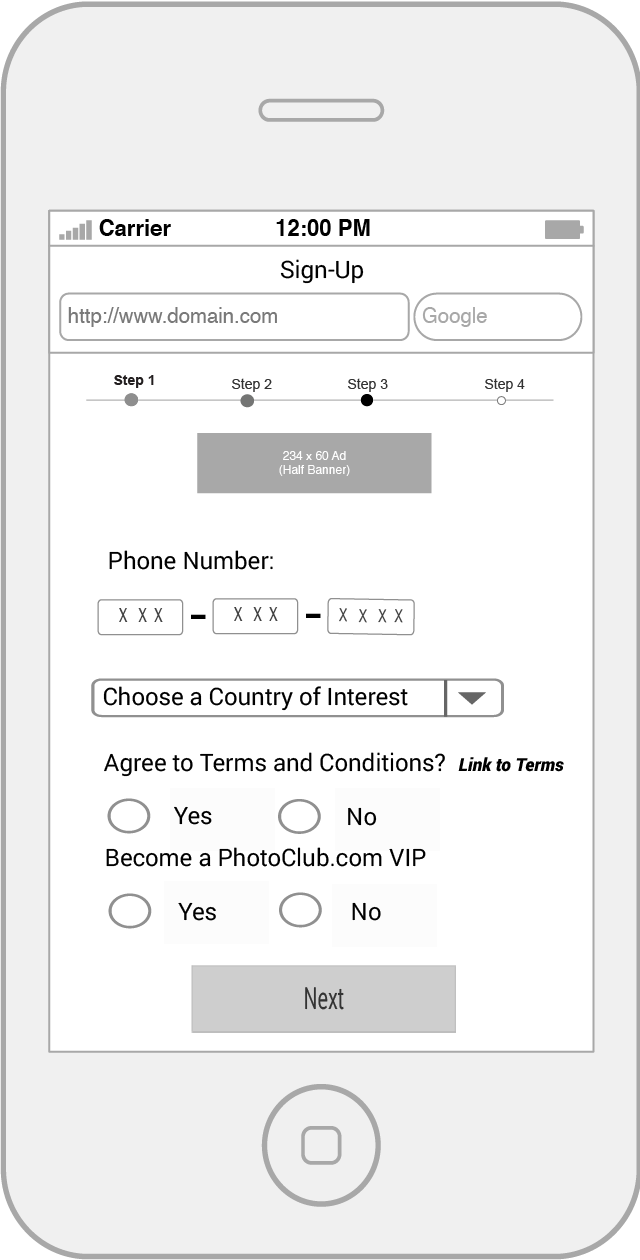 Carrier 12:00 PM
Sign-Up
http://www.domain.com Google
Step 1 Step 2 Step 3 Step 4
234 x 60 Ad
(Half Banner)
Phone Number:
X X X - X X X - X X X X
Choose a Country of Interest
Agree to Terms and Conditions? Link to Terms
Yes No
Become a PhotoClub.com VIP
Yes No
Next